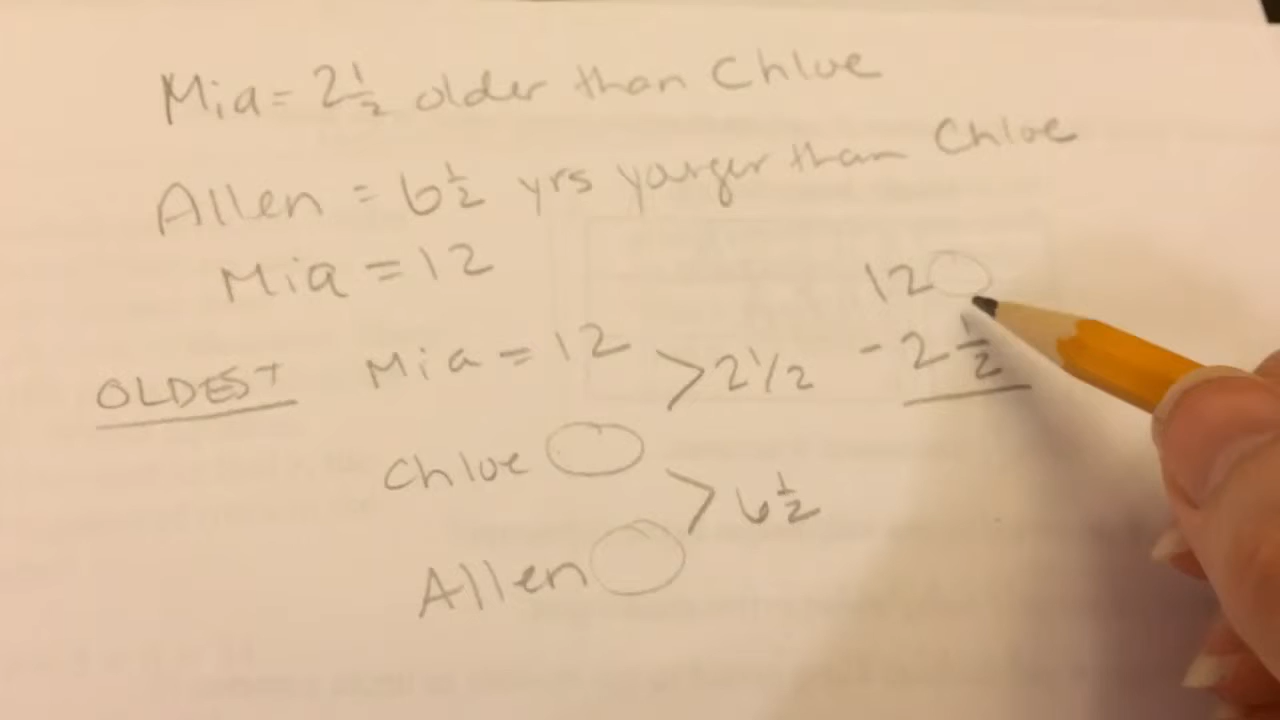 Mia = 2 1/2 older than Chloe
Allen = 6 1/2 yrs younger than Chloe
Mia = 12
OLDEST Mia = 12 > 2 1/2
Chloe > 6 1/2
Allen
12
- 2 1/2